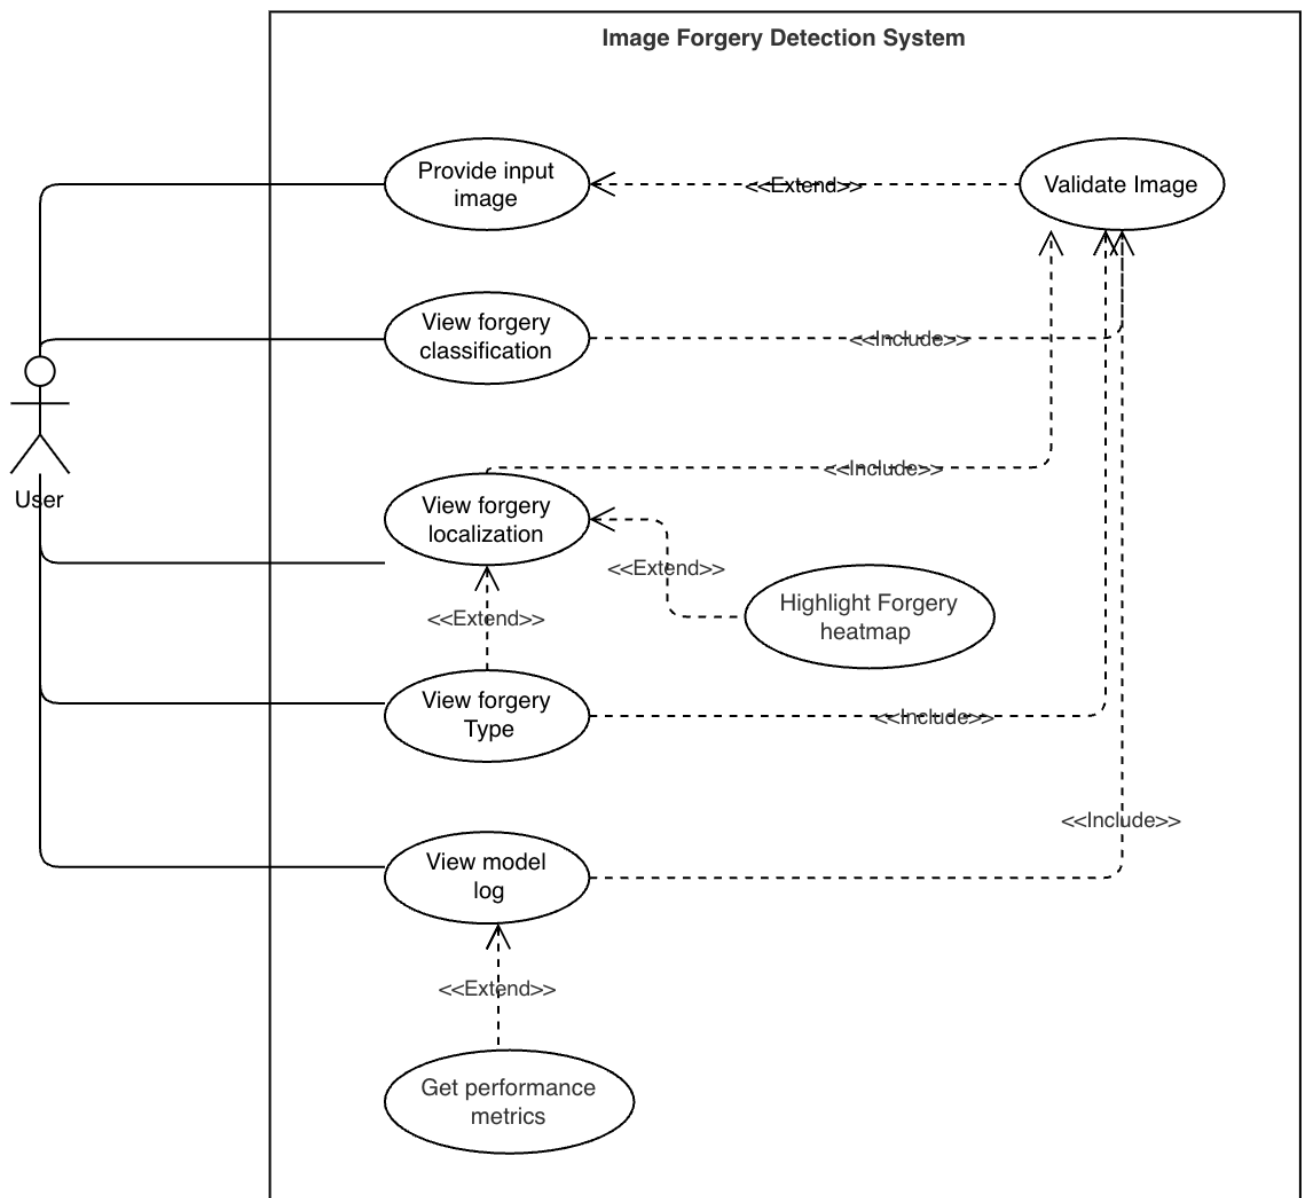 Image Forgery Detection System
Provide input
image
<<Extend>>
Validate Image
View forgery
classification
<<Include>>
<<Include>>
User
View forgery
localization
<<Extend>>
Highlight Forgery
heatmap
<<Extend>>
View forgery
Type
<<Include>>
<<Include>>
View model
log
<<Extend>>
Get performance
metrics